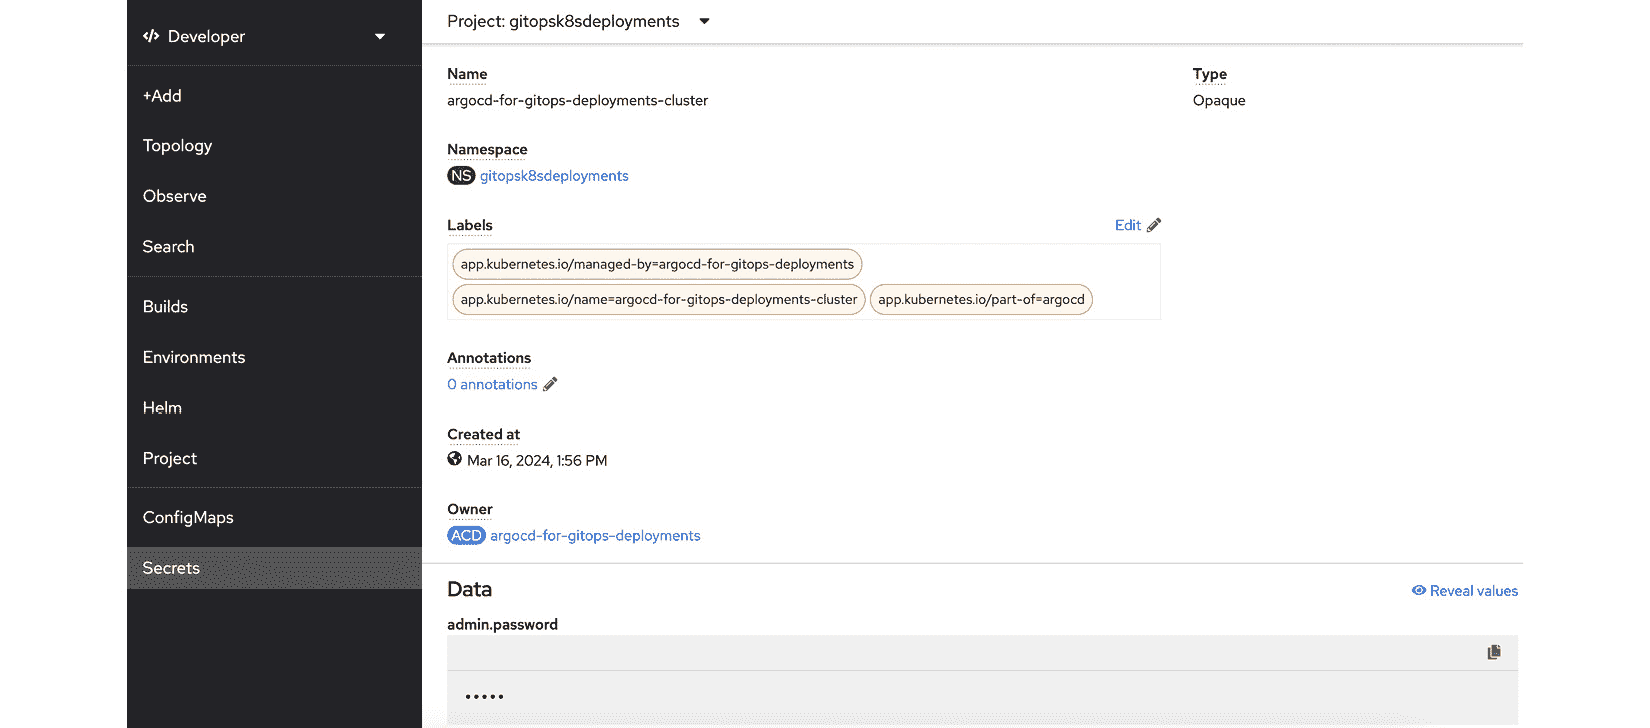 Developer
+Add
Topology
Observe
Search
Builds
Environments
Helm
Project
ConfigMaps
Secrets
Project: gitopsk8sdeployments
Name
argocd-for-gitops-deployments-cluster
Type
Opaque
Namespace
NS gitopsk8sdeployments
Labels
Edit
app.kubernetes.io/managed-by=argocd-for-gitops-deployments
app.kubernetes.io/name=argocd-for-gitops-deployments-cluster app.kubernetes.io/part-of=argocd
Annotations
0 annotations
Created at
Mar 16, 2024, 1:56 PM
Owner
ACD argocd-for-gitops-deployments
Data
Reveal values
admin.password
•••••